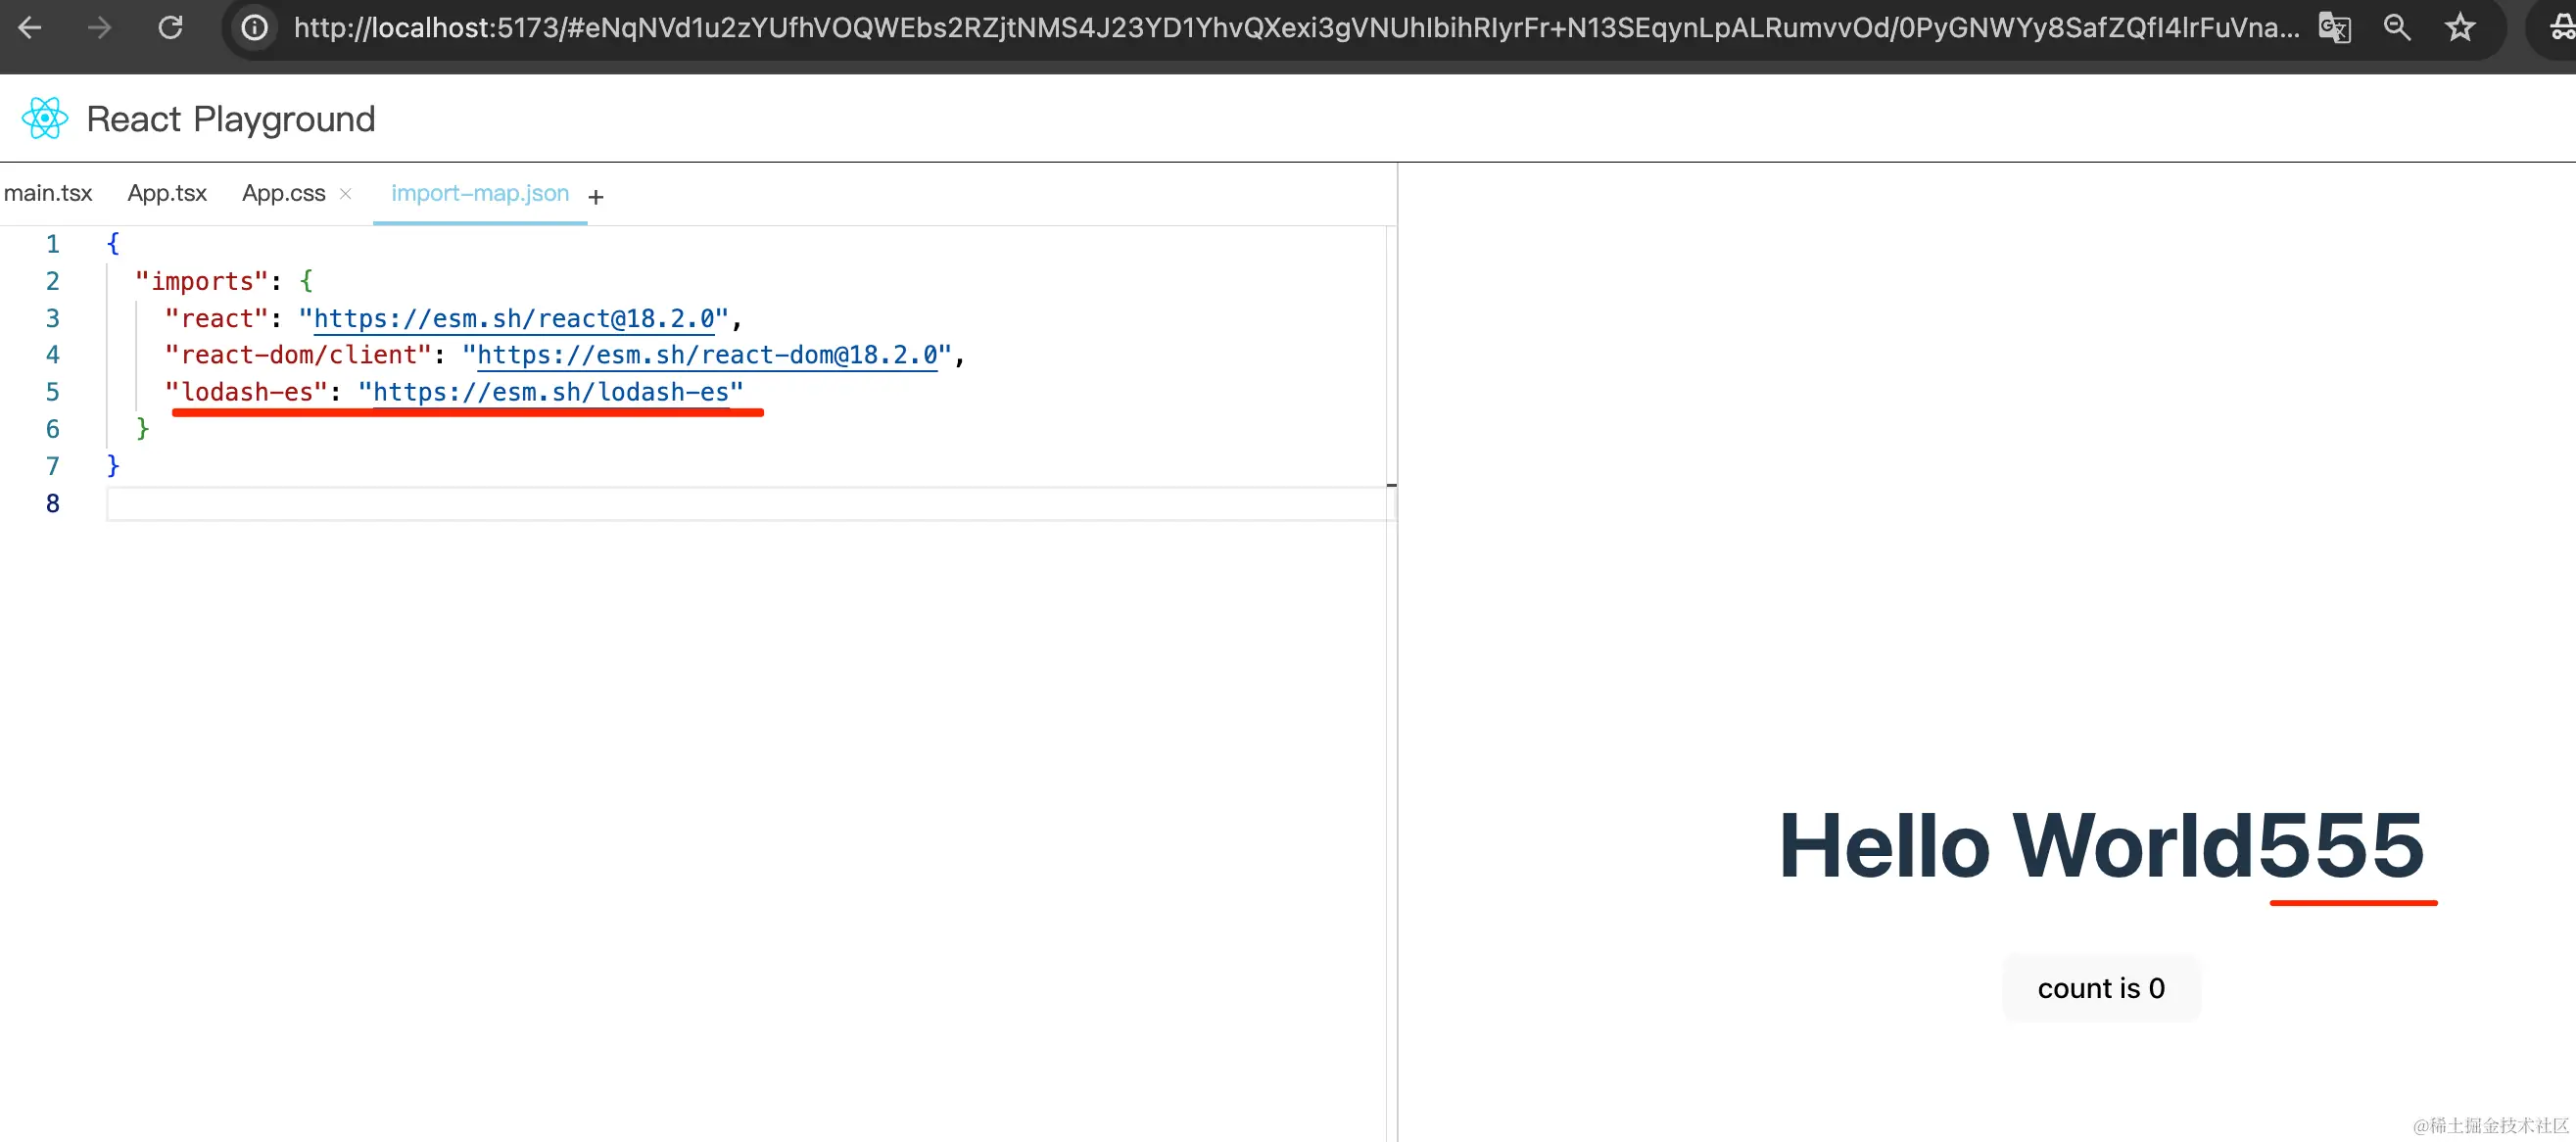 http://localhost:5173/#eNqNVd1u2zYUfhVOQWEbs2RZjtNMS4J23YD1YhvQXexi3gVNUhIbihRIyrFr+N13SEqynLpALRumvvOd/0PyGNWYy8SafZQfI4lrFuVna...
React Playground
main.tsx App.tsx App.css × import-map.json +
1 {
2 "imports": {
3 "react": "https://esm.sh/react@18.2.0",
4 "react-dom/client": "https://esm.sh/react-dom@18.2.0",
5 "lodash-es": "https://esm.sh/lodash-es"
6 }
7 }
8
Hello World555
count is 0
@稀土掘金技术社区